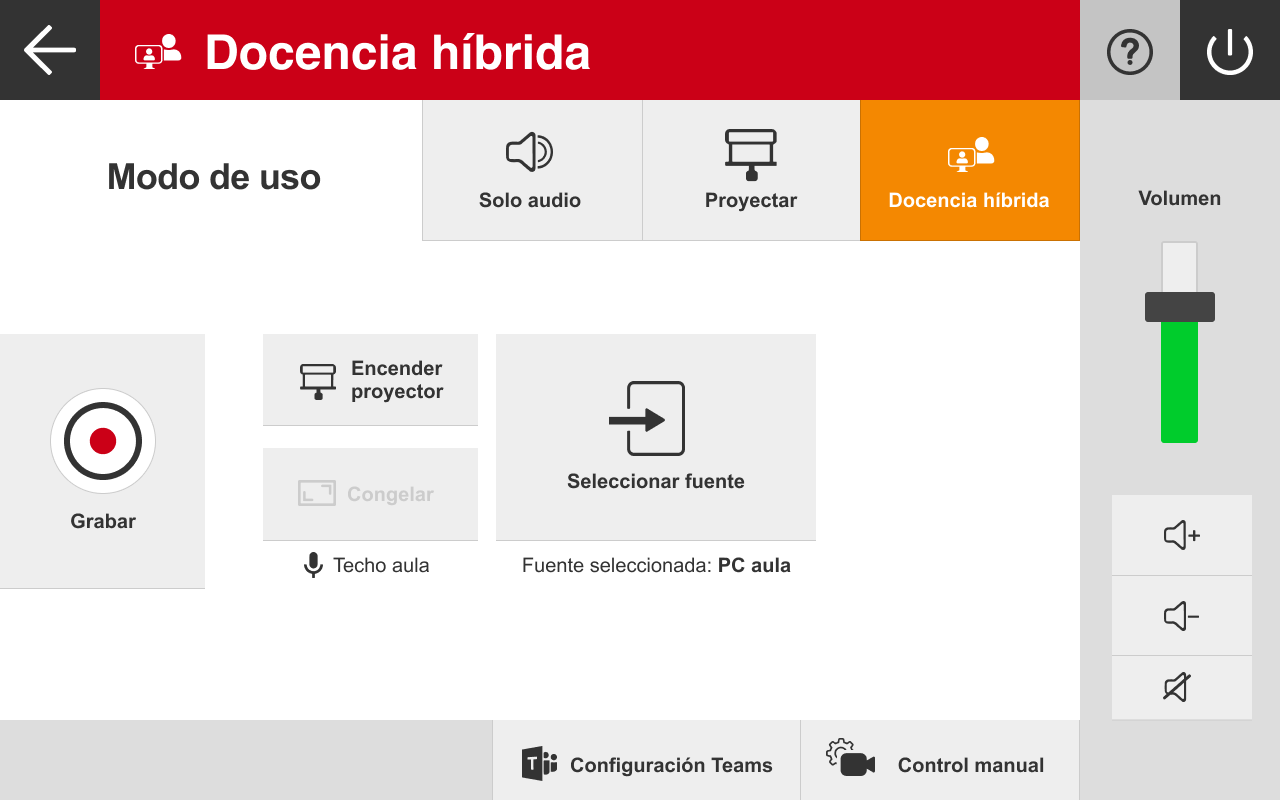 Docencia híbrida
?
Modo de uso
Solo audio
Proyectar
Docencia híbrida
Volumen
Encender
proyector
Congelar
Grabar
Seleccionar fuente
Techo aula
Fuente seleccionada: PC aula
T
Configuración Teams
Control manual